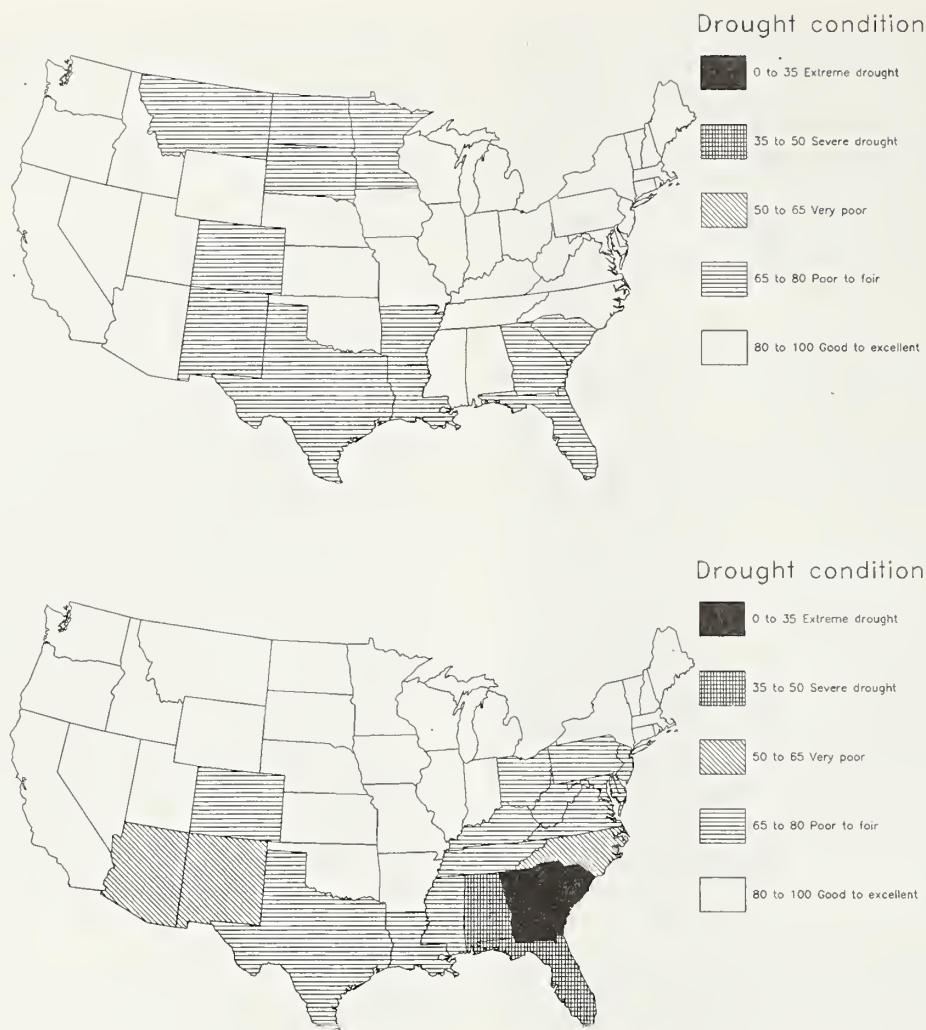 Drought condition
0 to 35 Extreme drought
35 to 50 Severe drought
50 to 65 Very poor
65 to 80 Poor to fair
80 to 100 Good to excellent
Drought condition
0 to 35 Extreme drought
35 to 50 Severe drought
50 to 65 Very poor
65 to 80 Poor to fair
80 to 100 Good to excellent